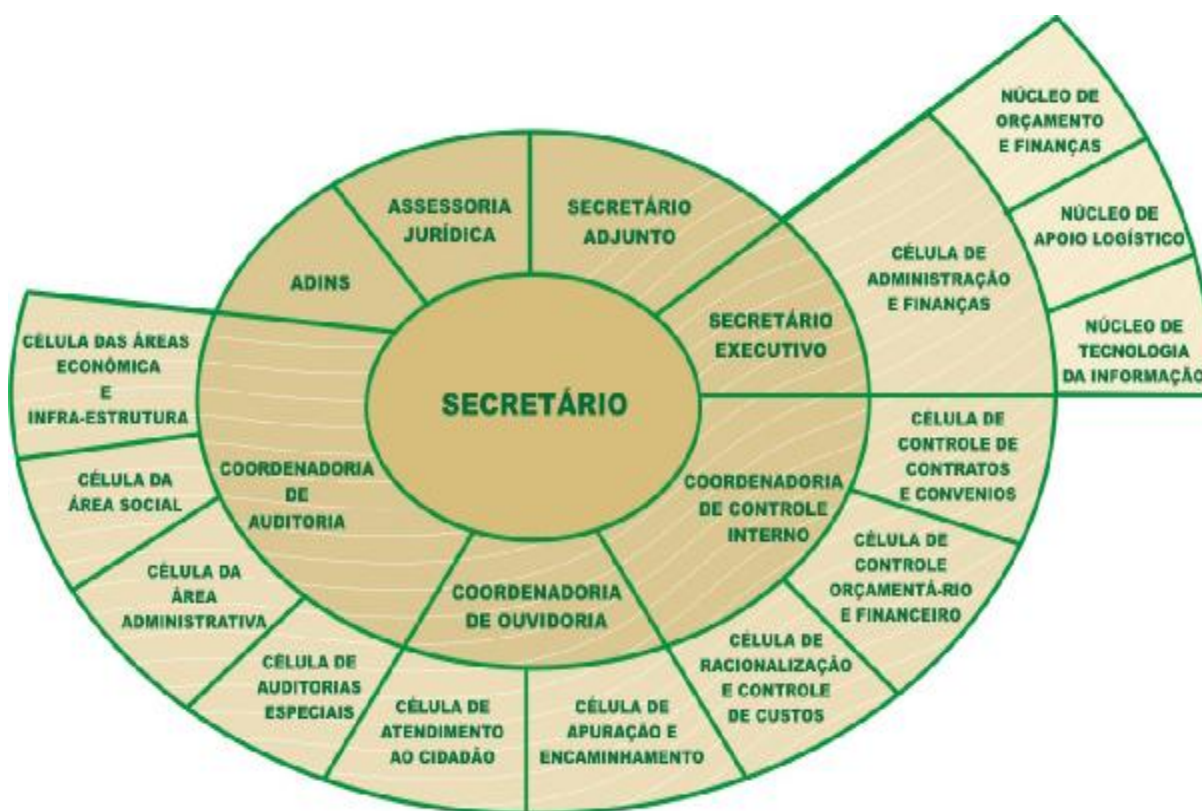 NÚCLEO DE
ORÇAMENTO
E FINANÇAS
NÚCLEO DE
APOIO LOGÍSTICO
NÚCLEO DE
TECNOLOGIA
DA INFORMAÇÃO
CÉLULA DE
ADMINISTRAÇÃO
E FINANÇAS
ASSESSORIA
JURÍDICA
SECRETÁRIO
ADJUNTO
ADINS
SECRETÁRIO
EXECUTIVO
SECRETÁRIO
CÉLULA DAS ÁREAS
ECONÔMICA
E
INFRA-ESTRUTURA
CÉLULA DA
ÁREA SOCIAL
CÉLULA DA
ÁREA
ADMINISTRATIVA
CÉLULA DE
AUDITORIAS
ESPECIAIS
COORDENADORIA
DE
AUDITORIA
COORDENADORIA
DE OUVIDORIA
COORDENADORIA
DE CONTROLE
INTERNO
CÉLULA DE
CONTROLE DE
CONTRATOS
E CONVENIOS
CÉLULA DE
CONTROLE
ORÇAMENTÁ-RIO
E FINANCEIRO
CÉLULA DE
RACIONALIZAÇÃO
E CONTROLE
DE CUSTOS
CÉLULA DE
ATENDIMENTO
AO CIDADÃO
CÉLULA DE
APURAÇÃO E
ENCAMINHAMENTO